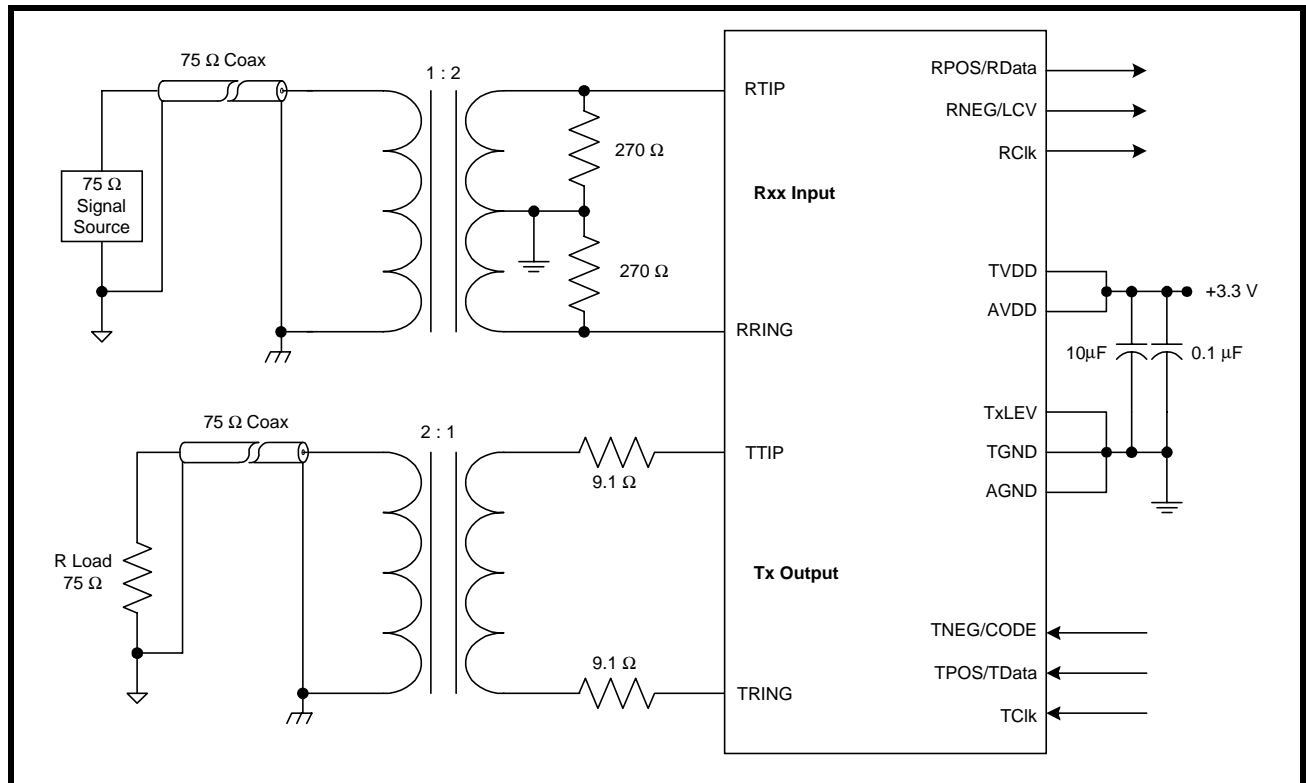 75 Ω Coax
1 : 2
75 Ω
Signal
Source
270 Ω
270 Ω
RTIP
Rxx Input
RRING
RPOS/RData
RNEG/LCV
RClk
TVDD
AVDD
+3.3 V
10μF
0.1 μF
TxLEV
TGND
AGND
75 Ω Coax
2 : 1
R Load
75 Ω
9.1 Ω
9.1 Ω
TTIP
Tx Output
TRING
TNEG/CODE
TPOS/TData
TClk